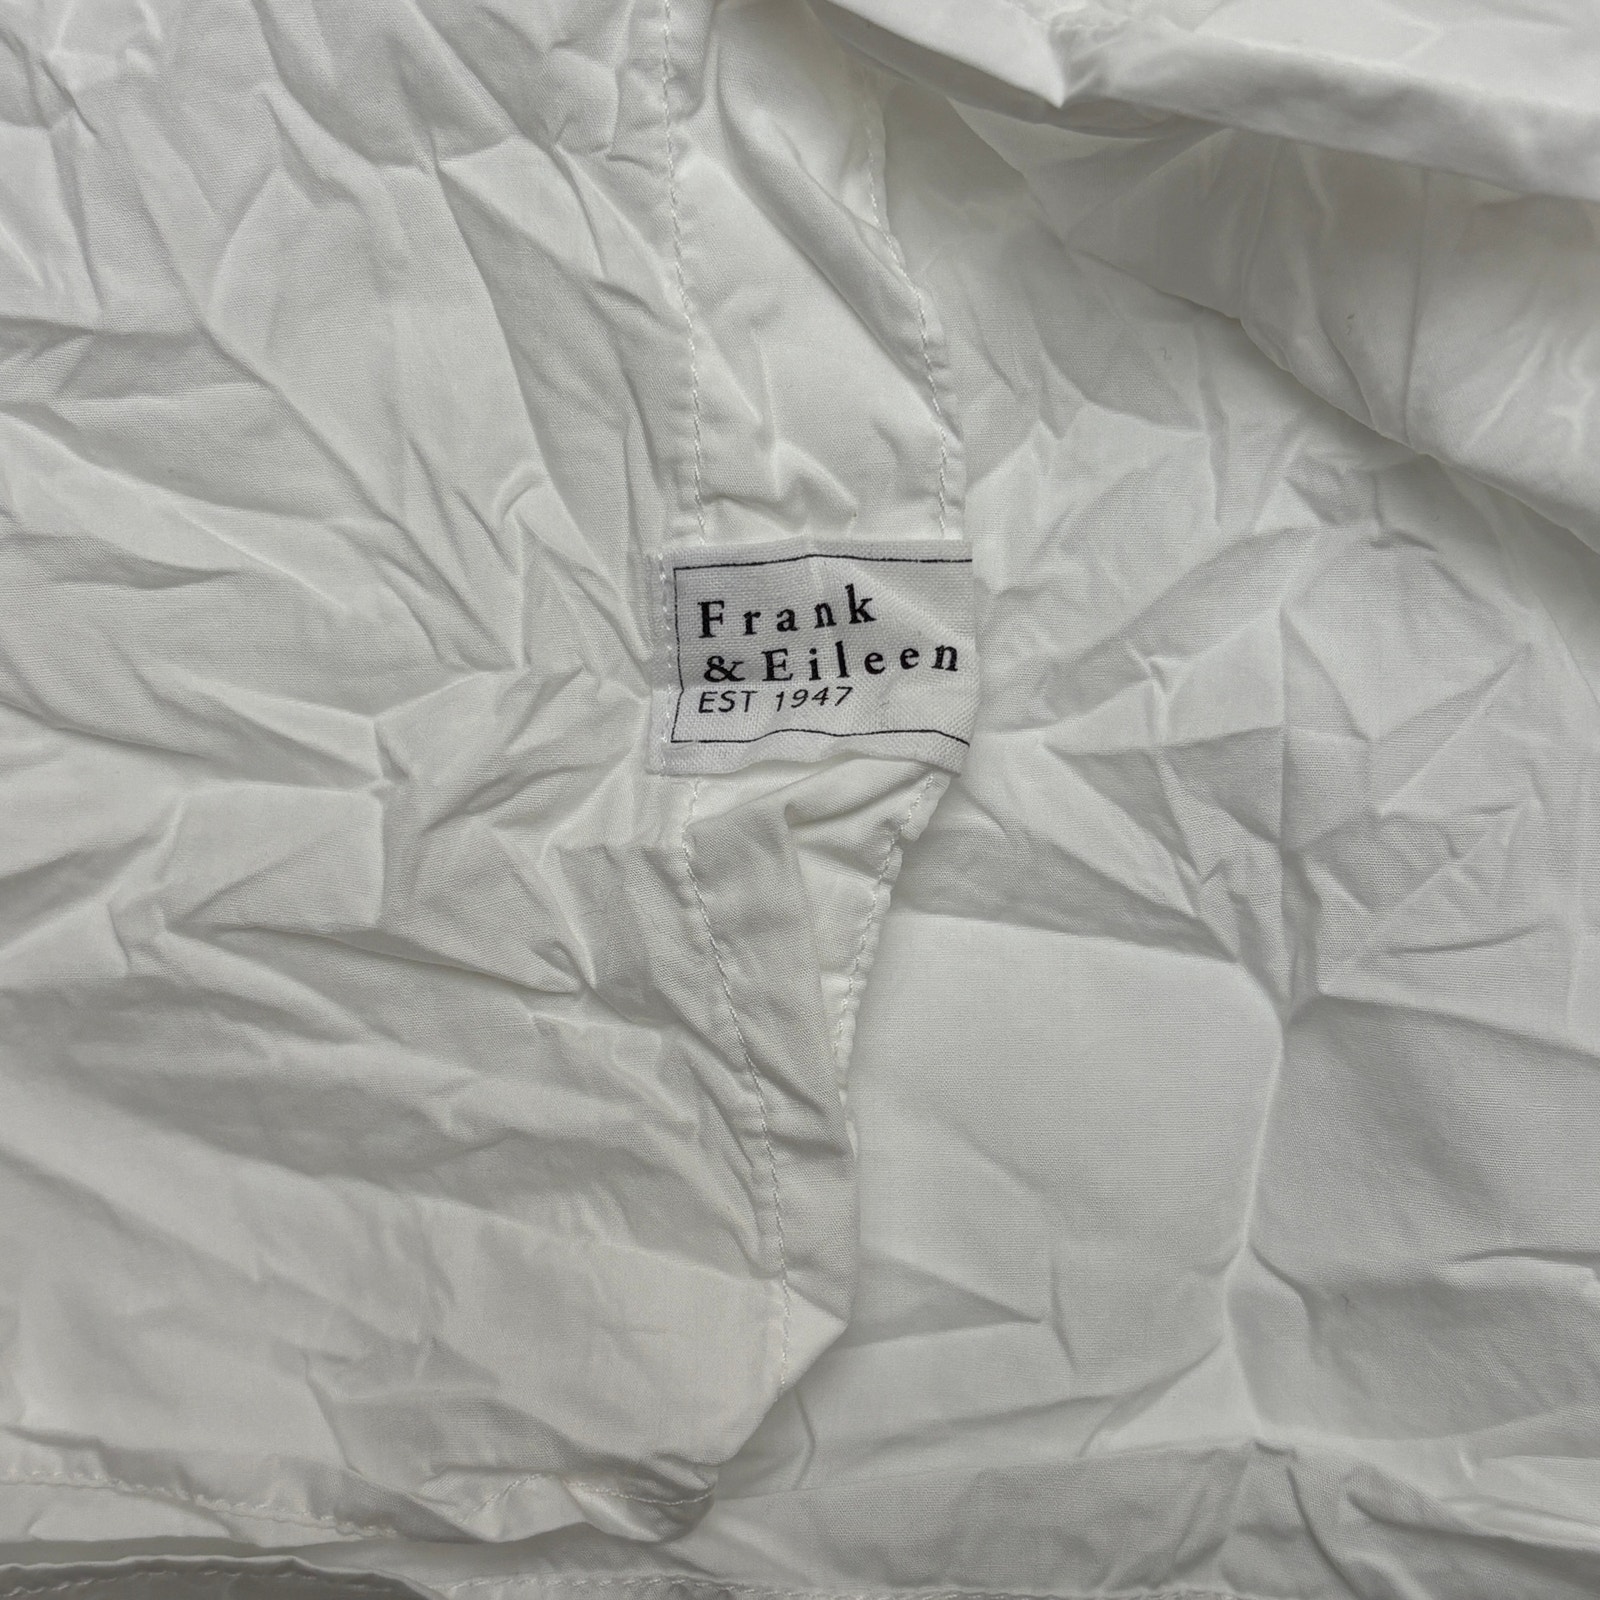 Frank
& Eileen
EST 1947